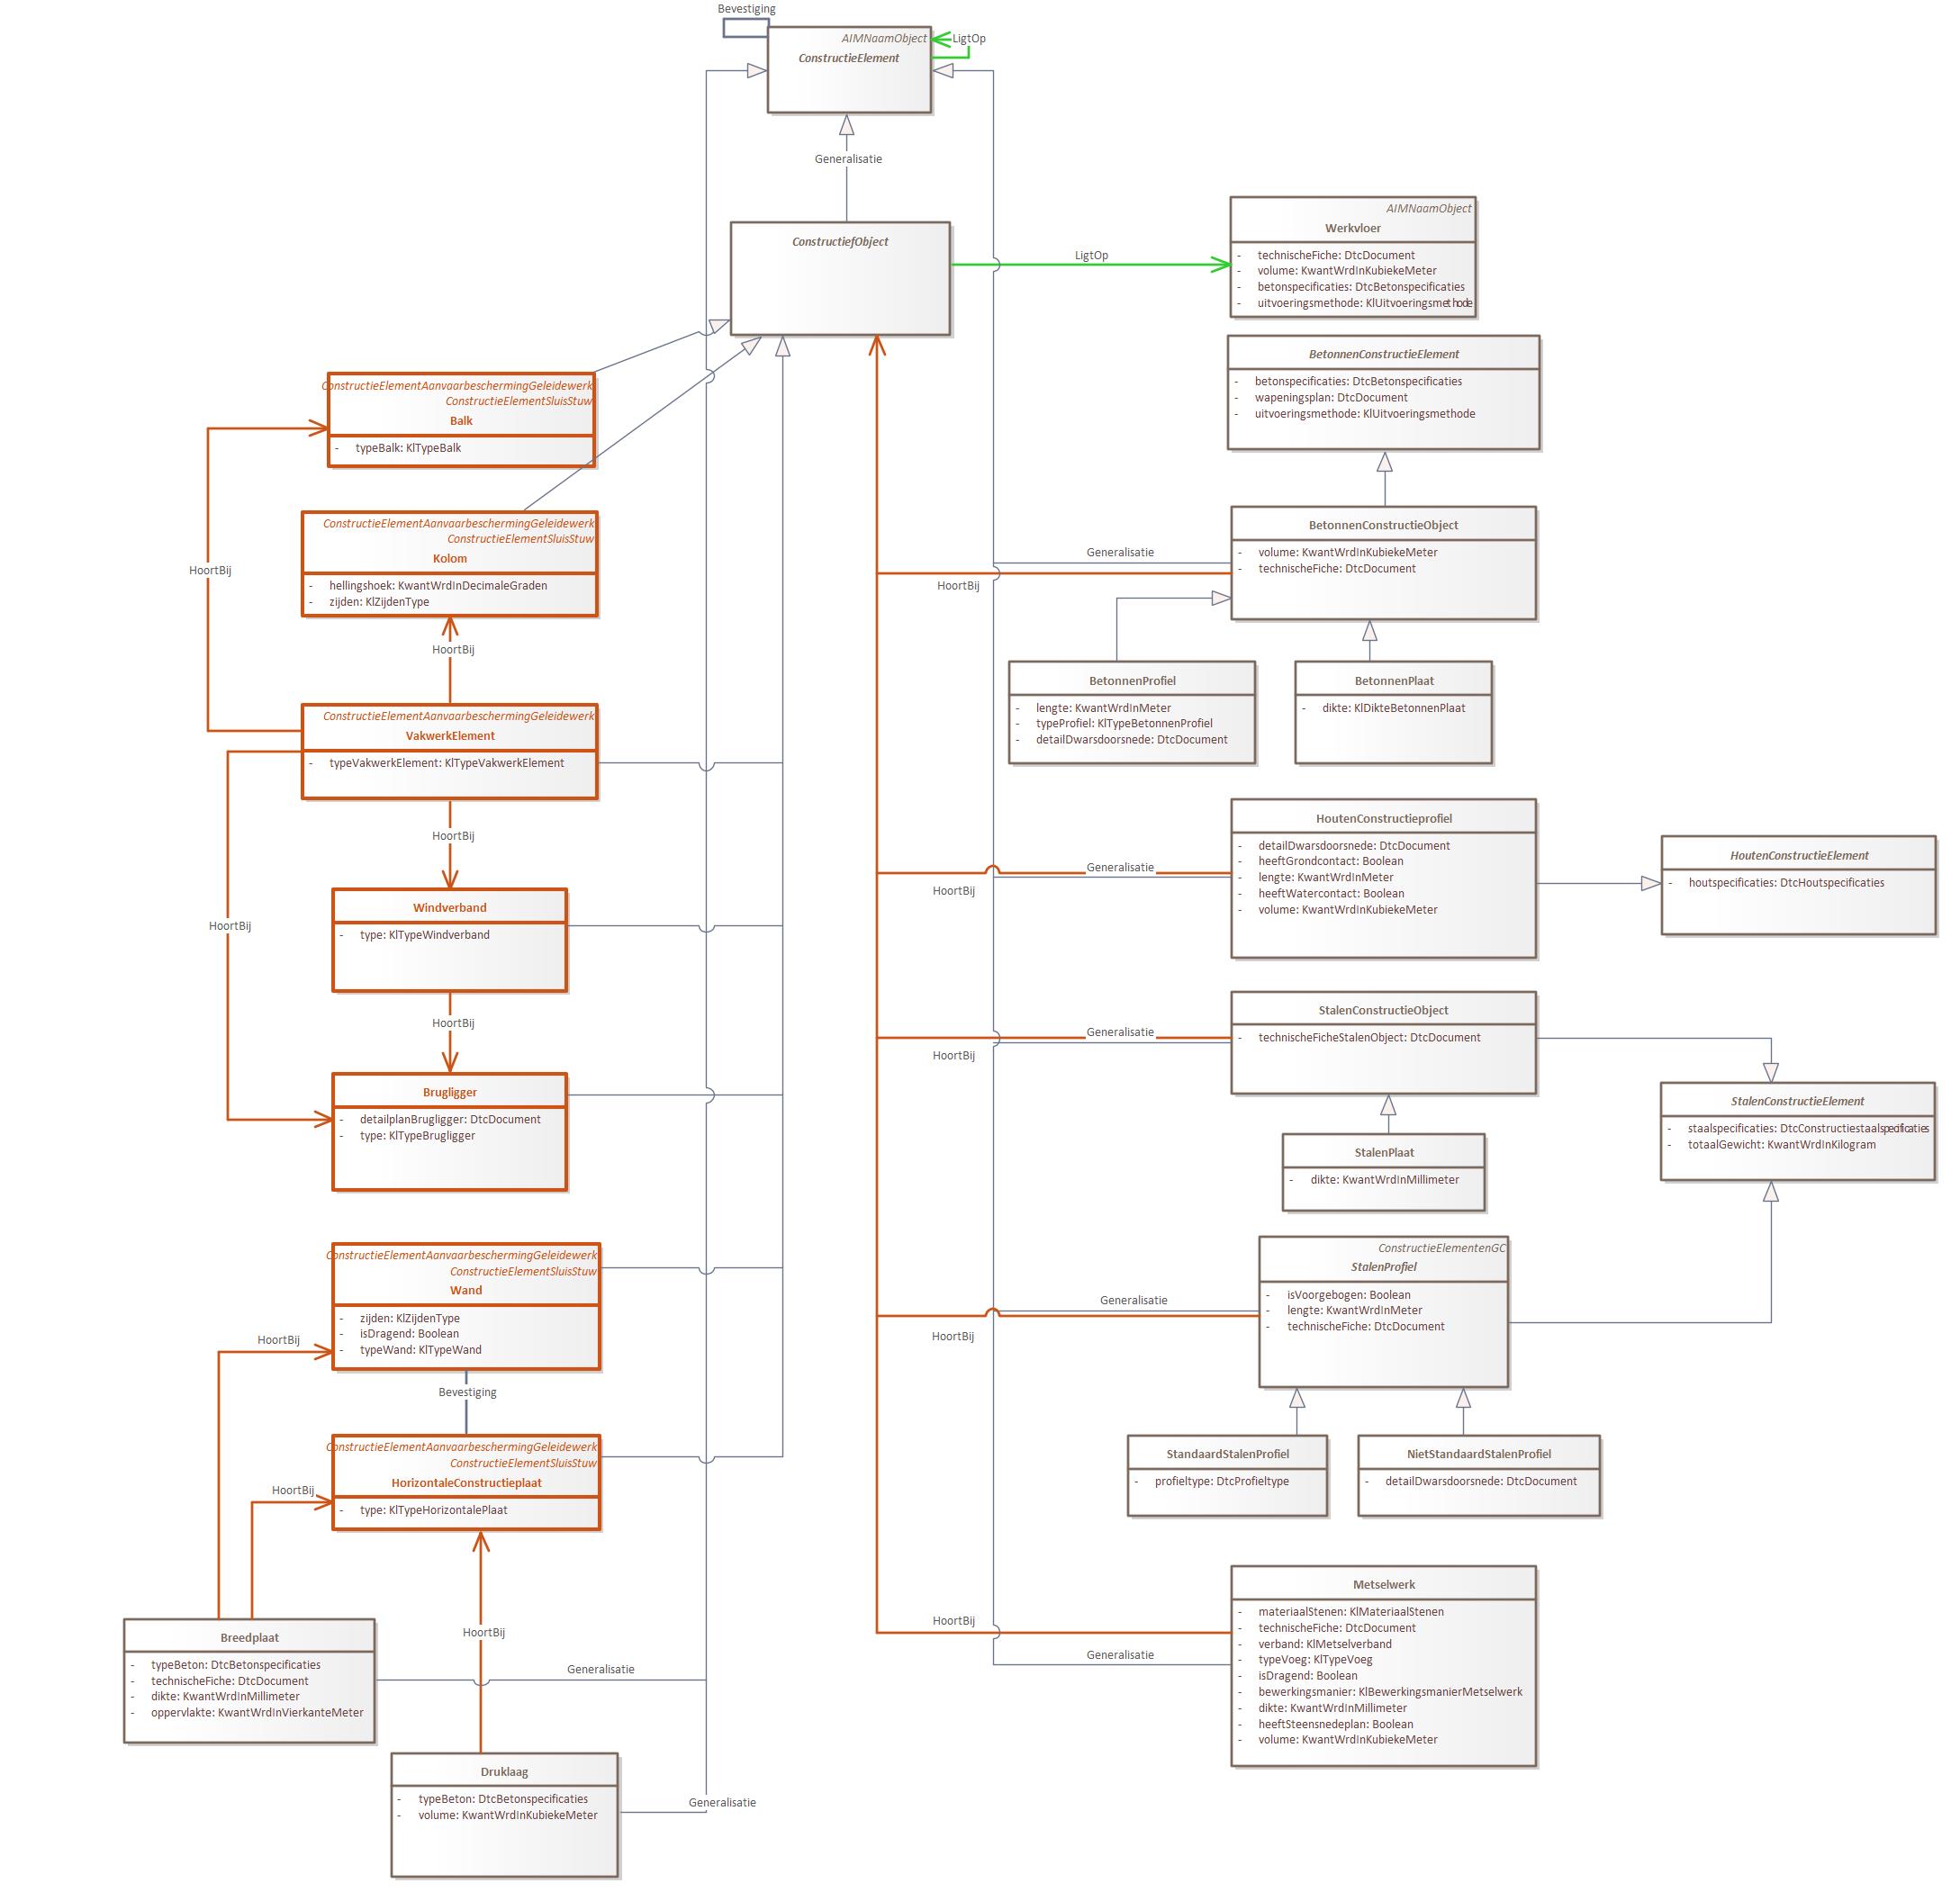 Bevestiging
AIMNaamObject
ConstructieElement
LigtOp
Generalisatie
ConstructiefObject
LigtOp
AIMNaamObject
Werkvloer
- technischeFiche: DtcDocument
- volume: KwantWrdInKubiekeMeter
- betonspecificaties: DtcBetonspecificaties
- uitvoeringsmethode: KlUitvoeringsmethode
BetonnenConstructieElement
- betonspecificaties: DtcBetonspecificaties
- wapeningsplan: DtcDocument
- uitvoeringsmethode: KlUitvoeringsmethode
ConstructieElementAanvaarbeschermingGeleidewerk
ConstructieElementSluisStuw
Balk
- typeBalk: KlTypeBalk
ConstructieElementAanvaarbeschermingGeleidewerk
ConstructieElementSluisStuw
Kolom
- hellingshoek: KwantWrdInDecimaleGraden
- zijden: KlZijdenType
HoortBij
HoortBij
ConstructieElementAanvaarbeschermingGeleidewerk
VakwerkElement
- typeVakwerkElement: KlTypeVakwerkElement
HoortBij
HoortBij
Windverband
- type: KlTypeWindverband
HoortBij
Brugligger
- detailplanBrugligger: DtcDocument
- type: KlTypeBrugligger
ConstructieElementAanvaarbeschermingGeleidewerk
ConstructieElementSluisStuw
Wand
- zijden: KlZijdenType
- isDragend: Boolean
- typeWand: KlTypeWand
HoortBij
Bevestiging
ConstructieElementAanvaarbeschermingGeleidewerk
ConstructieElementSluisStuw
HorizontaleConstructieplaat
- type: KlTypeHorizontalePlaat
HoortBij
HoortBij
Breedplaat
- typeBeton: DtcBetonspecificaties
- technischeFiche: DtcDocument
- dikte: KwantWrdInMillimeter
- oppervlakte: KwantWrdInVierkanteMeter
Generalisatie
Druklaag
- typeBeton: DtcBetonspecificaties
- volume: KwantWrdInKubiekeMeter
Generalisatie
BetonnenConstructieObject
- volume: KwantWrdInKubiekeMeter
- technischeFiche: DtcDocument
Generalisatie
HoortBij
BetonnenProfiel
- lengte: KwantWrdInMeter
- typeProfiel: KlTypeBetonnenProfiel
- detailDwarsdoorsnede: DtcDocument
BetonnenPlaat
- dikte: KlDikteBetonnenPlaat
HoutenConstructieprofiel
- detailDwarsdoorsnede: DtcDocument
- heeftGrondcontact: Boolean
- lengte: KwantWrdInMeter
- heeftWatercontact: Boolean
- volume: KwantWrdInKubiekeMeter
Generalisatie
HoortBij
HoutenConstructieElement
- houtspecificaties: DtcHoutspecificaties
StalenConstructieObject
- technischeFicheStalenObject: DtcDocument
Generalisatie
HoortBij
StalenConstructieElement
- staalspecificaties: DtcConstructiestaalspecificaties
- totaalGewicht: KwantWrdInKilogram
StalenPlaat
- dikte: KwantWrdInMillimeter
ConstructieElementenGC
StalenProfiel
- isVoorgebogen: Boolean
- lengte: KwantWrdInMeter
- technischeFiche: DtcDocument
Generalisatie
HoortBij
StandaardStalenProfiel
- profieltype: DtcProfieltype
NietStandaardStalenProfiel
- detailDwarsdoorsnede: DtcDocument
Metselwerk
- materiaalStenen: KlMateriaalStenen
- technischeFiche: DtcDocument
- verband: KlMetselverband
- typeVoeg: KlTypeVoeg
- isDragend: Boolean
- bewerkingsmanier: KlBewerkingsmanierMetselwerk
- dikte: KwantWrdInMillimeter
- heeftSteensnedeplan: Boolean
- volume: KwantWrdInKubiekeMeter
HoortBij
Generalisatie